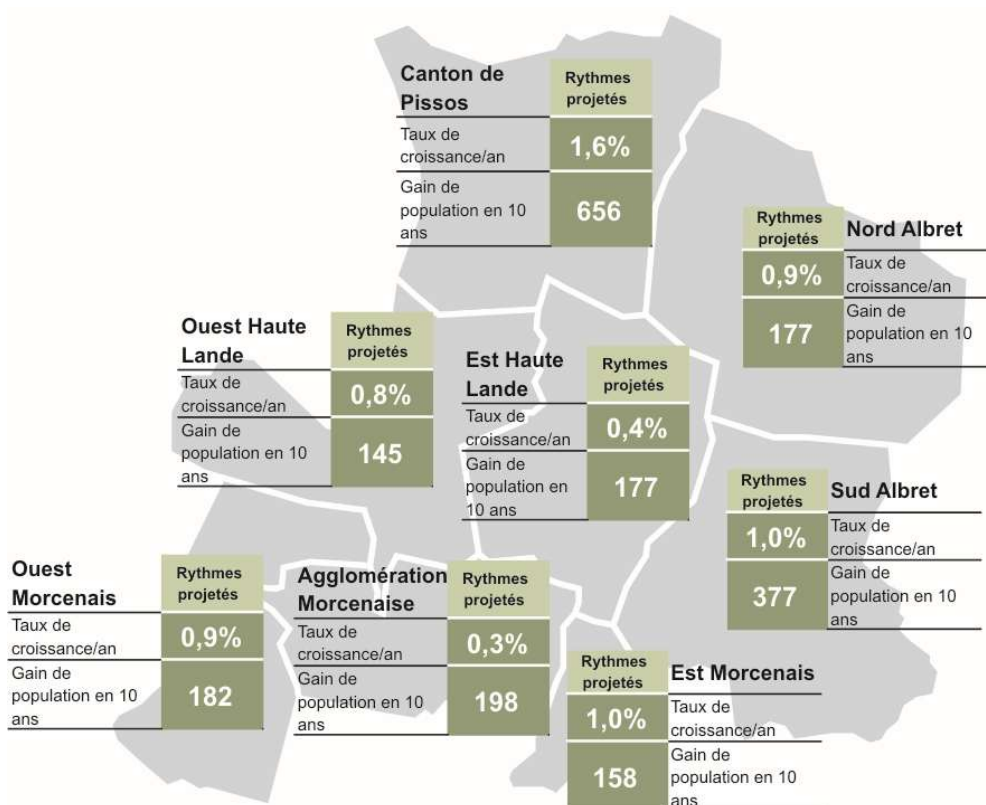 Canton de
Pissos
Rythmes
projetés
Taux de
croissance/an
1,6%
Gain de
population en 10
ans
656
Rythmes
projetés
Nord Albret
0,9%
Taux de
croissance/an
177
Gain de
population en 10
ans
Ouest Haute
Lande
Rythmes
projetés
Taux de
croissance/an
0,8%
Gain de
population en 10
ans
145
Est Haute
Lande
Rythmes
projetés
Taux de
croissance/an
0,4%
Gain de
population en
10 ans
177
Rythmes
projetés
Sud Albret
1,0%
Taux de
croissance/an
377
Gain de
population en 10
ans
Ouest
Morcenais
Rythmes
projetés
Taux de
croissance/an
0,9%
Gain de
population en 10
ans
182
Agglomération
Morcenaise
Rythmes
projetés
Taux de
croissance/an
0,3%
Gain de
population en 10
ans
198
Rythmes
projetés
Est Morcenais
1,0%
Taux de
croissance/an
158
Gain de
population en 10
ans